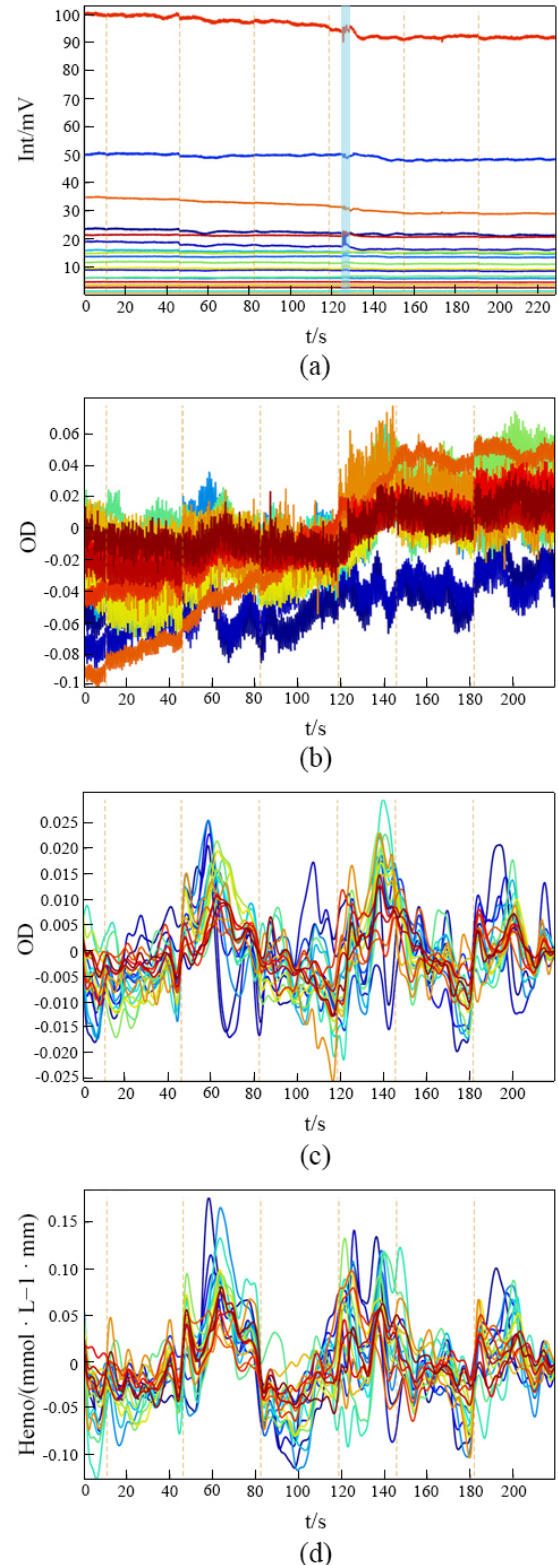 100
90
80
70
60
50
40
30
20
10
Int/mV
0 20 40 60 80 100 120 140 160 180 200 220
t/s
(a)
0.06
0.04
0.02
0
-0.02
-0.04
-0.06
-0.08
-0.1
OD
0 20 40 60 80 100 120 140 160 180 200
t/s
(b)
0.025
0.020
0.015
0.010
0.005
0
-0.005
-0.010
-0.015
-0.020
-0.025
OD
0 20 40 60 80 100 120 140 160 180 200
t/s
(c)
0.15
0.10
0.05
0
-0.05
-0.10
Hemo/(mmol · L−1 · mm)
0 20 40 60 80 100 120 140 160 180 200
t/s
(d)